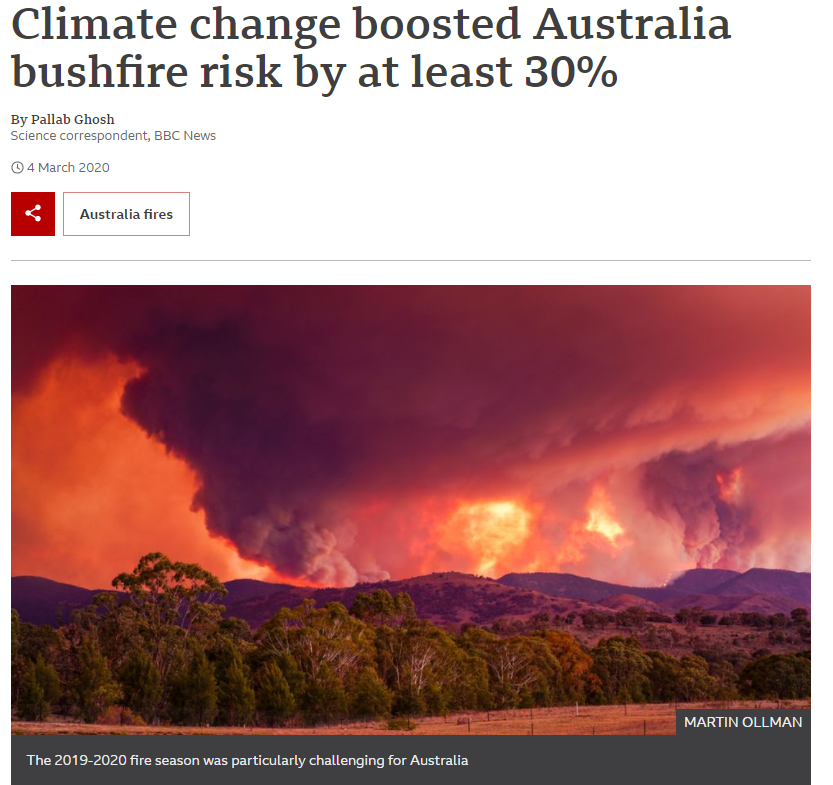 Climate change boosted Australia
bushfire risk by at least 30%
By Pallab Ghosh
Science correspondent, BBC News
4 March 2020
Australia fires
MARTIN OLLMAN
The 2019-2020 fire season was particularly challenging for Australia